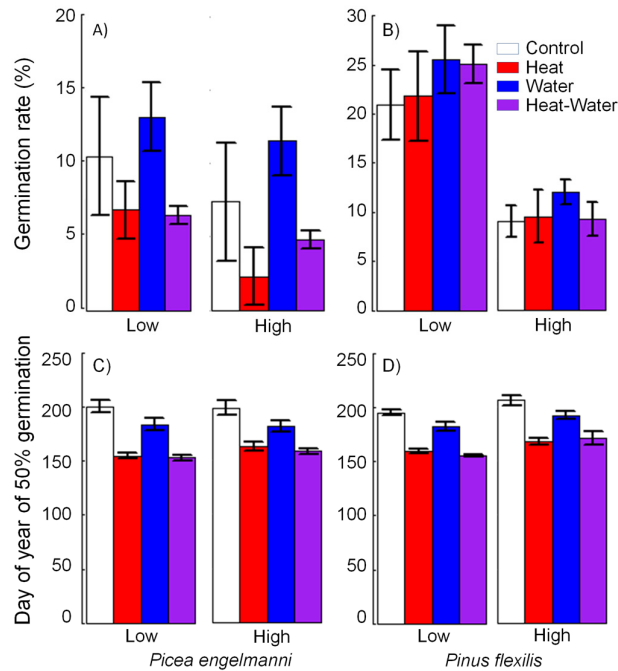 A)
Germination rate (%)
20
15
10
5
0
Low
High
B)
30
25
20
15
10
5
0
Low
High
Control
Heat
Water
Heat-Water
C)
Day of year of 50% germination
250
200
150
100
50
0
Low
High
Picea engelmanni
D)
250
200
150
100
50
0
Low
High
Pinus flexilis